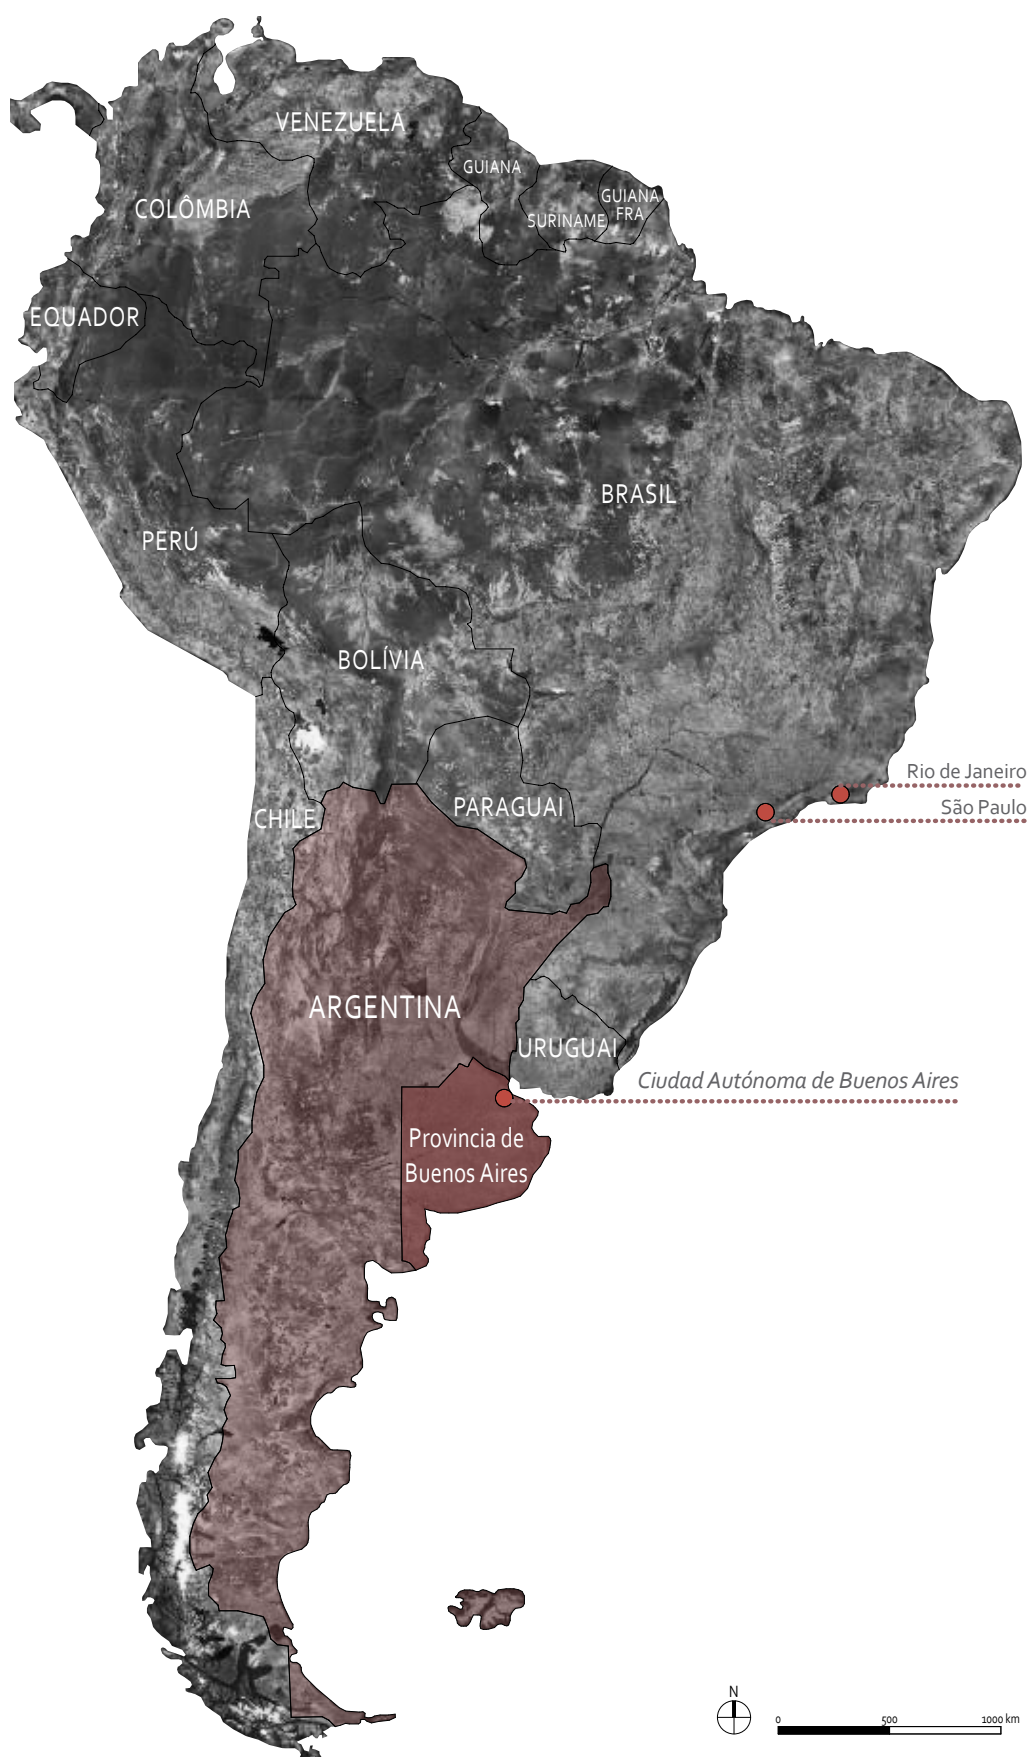 VENEZUELA
GUIANA
GUIANA
FRA
SURINAME
COLÔMBIA
EQUADOR
BRASIL
PERÚ
BOLÍVIA
Rio de Janeiro
São Paulo
PARAGUAI
CHILE
ARGENTINA
URUGUAI
Ciudad Autónoma de Buenos Aires
Provincia de
Buenos Aires
N
0 500 1000 km